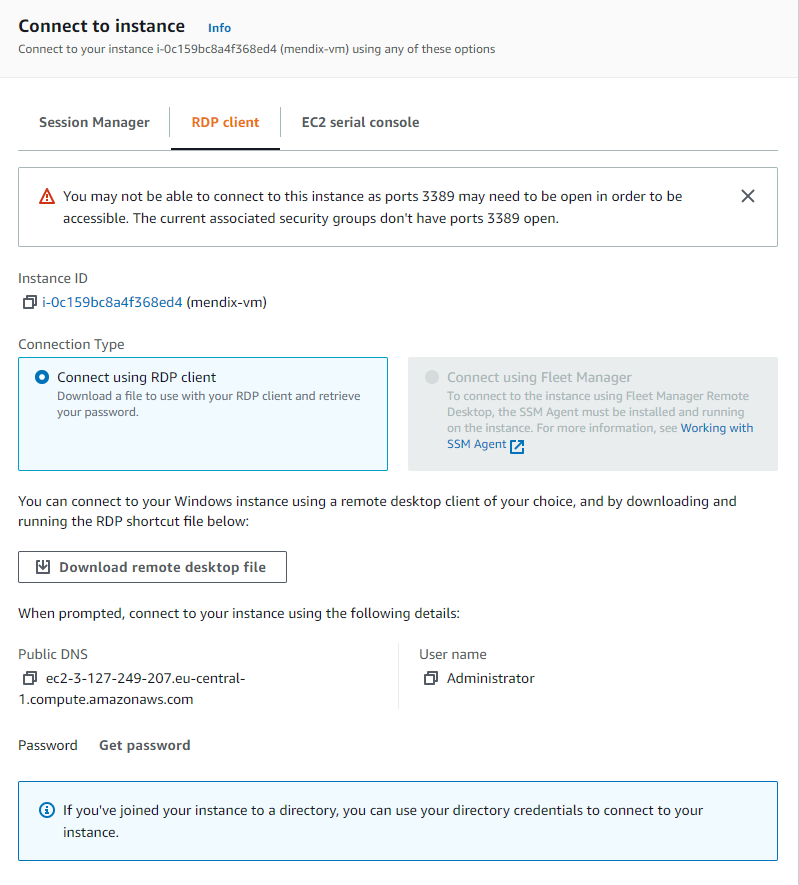 Connect to instance Info
Connect to your instance i-0c159bc8a4f368ed4 (mendix-vm) using any of these options
Session Manager
RDP client
EC2 serial console
You may not be able to connect to this instance as ports 3389 may need to be open in order to be
accessible. The current associated security groups don't have ports 3389 open.
Instance ID
i-0c159bc8a4f368ed4 (mendix-vm)
Connection Type
Connect using RDP client
Download a file to use with your RDP client and retrieve
your password.
Connect using Fleet Manager
To connect to the instance using Fleet Manager Remote
Desktop, the SSM Agent must be installed and running
on the instance. For more information, see Working with
SSM Agent
You can connect to your Windows instance using a remote desktop client of your choice, and by downloading and
running the RDP shortcut file below:
Download remote desktop file
When prompted, connect to your instance using the following details:
Public DNS
ec2-3-127-249-207.eu-central-
1.compute.amazonaws.com
User name
Administrator
Password Get password
If you've joined your instance to a directory, you can use your directory credentials to connect to your
instance.